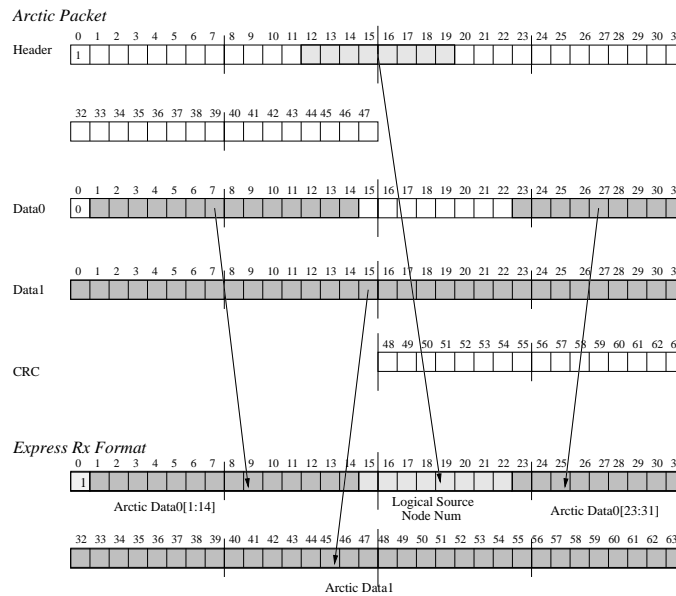 Arctic Packet
0 1 2 3 4 5 6 7 8 9 10 11 12 13 14 15 16 17 18 19 20 21 22 23 24 25 26 27 28 29 30
Header
1
32 33 34 35 36 37 38 39 40 41 42 43 44 45 46 47
0 1 2 3 4 5 6 7 8 9 10 11 12 13 14 15 16 17 18 19 20 21 22 23 24 25 26 27 28 29 30
Data0
0
0 1 2 3 4 5 6 7 8 9 10 11 12 13 14 15 16 17 18 19 20 21 22 23 24 25 26 27 28 29 30
Data1
48 49 50 51 52 53 54 55 56 57 58 59 60 61 62
CRC
Express Rx Format
0 1 2 3 4 5 6 7 8 9 10 11 12 13 14 15 16 17 18 19 20 21 22 23 24 25 26 27 28 29 30
1
Arctic Data0[1:14]
Logical Source
Node Num
Arctic Data0[23:31]
32 33 34 35 36 37 38 39 40 41 42 43 44 45 46 47 48 49 50 51 52 53 54 55 56 57 58 59 60 61 62 63
Arctic Data1